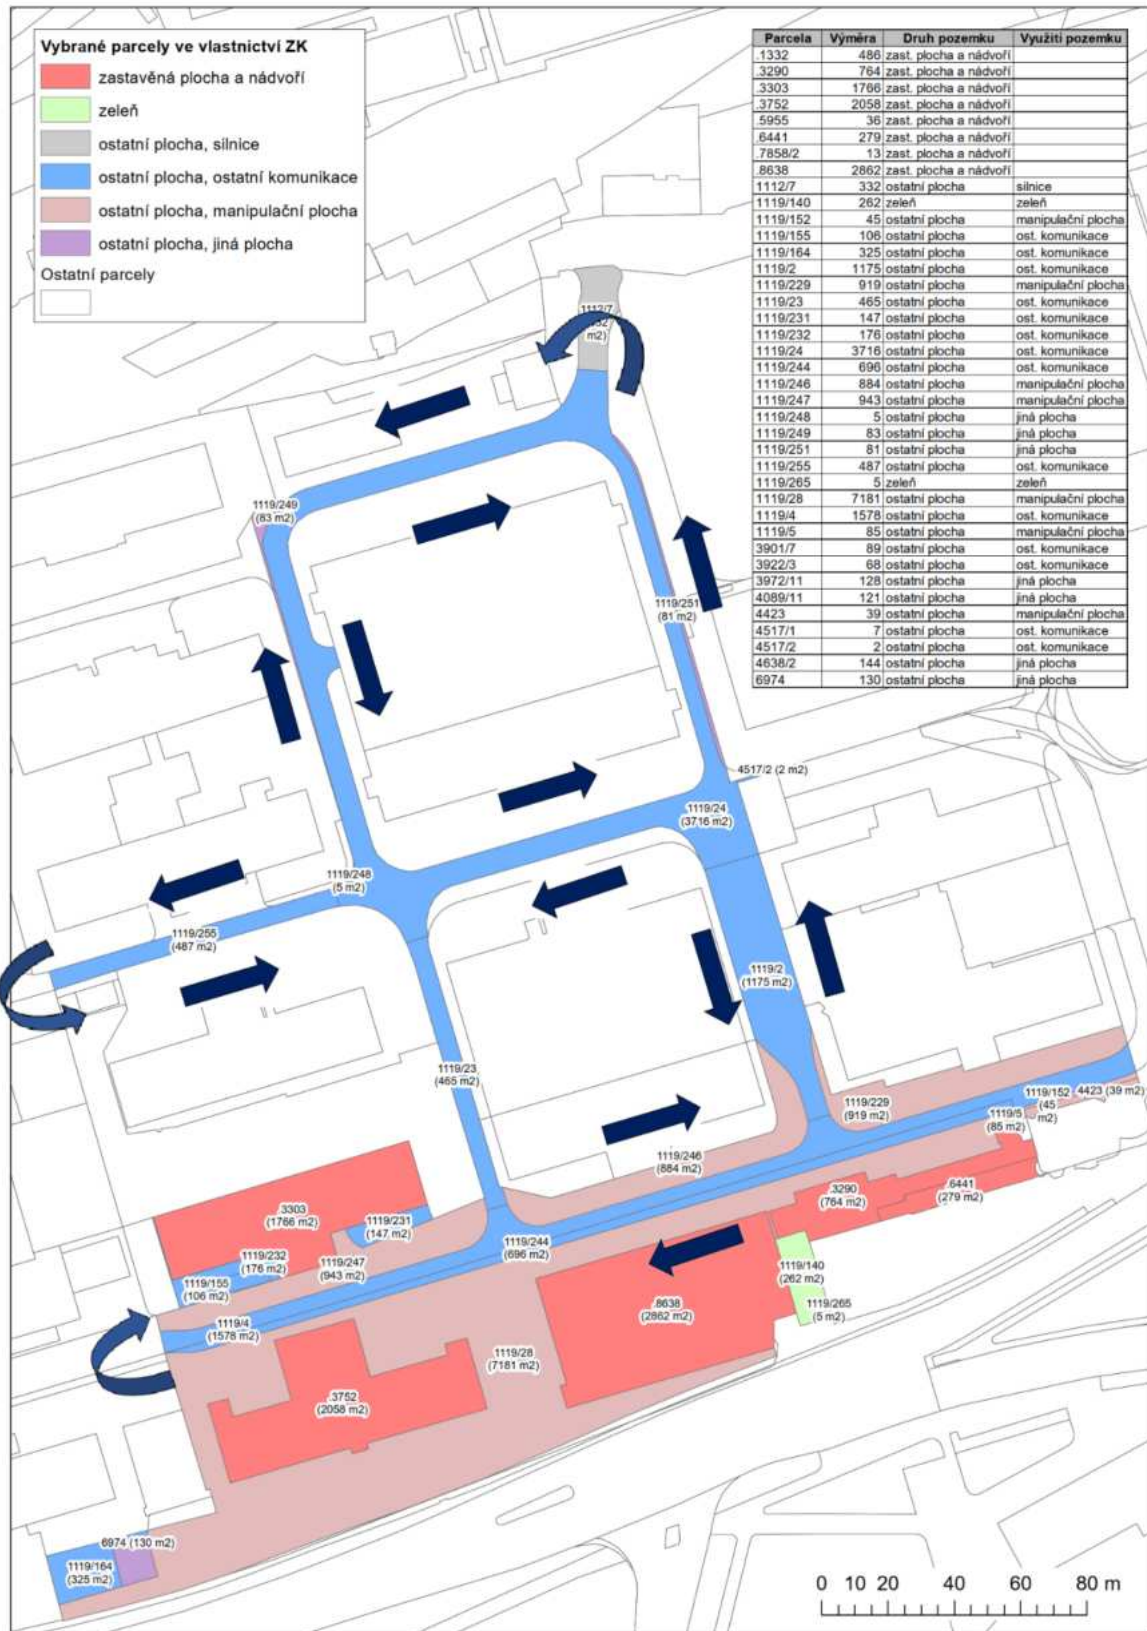 Vybrané parcely ve vlastnictví ZK
zastavěná plocha a nádvoří
zeleň
ostatní plocha, silnice
ostatní plocha, ostatní komunikace
ostatní plocha, manipulační plocha
ostatní plocha, jiná plocha
Ostatní parcely
Parcela Výměra Druh pozemku Využití pozemku
.1332 486 zast. plocha a nádvoří
.3290 764 zast. plocha a nádvoří
.3303 1766 zast. plocha a nádvoří
.3752 2058 zast. plocha a nádvoří
.5955 36 zast. plocha a nádvoří
.6441 279 zast. plocha a nádvoří
.7858/2 13 zast. plocha a nádvoří
.8638 2862 zast. plocha a nádvoří
1112/7 332 ostatní plocha silnice
1119/140 262 zeleň zeleň
1119/152 45 ostatní plocha manipulační plocha
1119/155 106 ostatní plocha ost. komunikace
1119/164 325 ostatní plocha ost. komunikace
1119/2 1175 ostatní plocha ost. komunikace
1119/229 919 ostatní plocha manipulační plocha
1119/23 465 ostatní plocha ost. komunikace
1119/231 147 ostatní plocha ost. komunikace
1119/232 176 ostatní plocha ost. komunikace
1119/24 3716 ostatní plocha ost. komunikace
1119/244 696 ostatní plocha ost. komunikace
1119/246 884 ostatní plocha manipulační plocha
1119/247 943 ostatní plocha manipulační plocha
1119/248 5 ostatní plocha jiná plocha
1119/249 83 ostatní plocha jiná plocha
1119/251 81 ostatní plocha jiná plocha
1119/255 487 ostatní plocha ost. komunikace
1119/265 5 zeleň zeleň
1119/28 7181 ostatní plocha manipulační plocha
1119/4 1578 ostatní plocha ost. komunikace
1119/5 85 ostatní plocha manipulační plocha
3901/7 89 ostatní plocha ost. komunikace
3922/3 68 ostatní plocha ost. komunikace
3972/11 128 ostatní plocha jiná plocha
4089/11 121 ostatní plocha jiná plocha
4423 39 ostatní plocha manipulační plocha
4517/1 7 ostatní plocha ost. komunikace
4517/2 2 ostatní plocha ost. komunikace
4638/2 144 ostatní plocha jiná plocha
6974 130 ostatní plocha jiná plocha
1112/7
m2)
1119/249
(83 m2)
1119/251
(81 m2)
4517/2 (2 m2)
1119/24
(3716 m2)
1119/248
(5 m2)
1119/255
(487 m2)
1119/2
(1175 m2)
1119/23
(465 m2)
1119/152
(45
m2)
4423 (39 m2)
1119/229
(919 m2)
1119/5
(85 m2)
1119/246
(884 m2)
.3290
(764 m2)
.6441
(279 m2)
.3303
(1766 m2)
1119/231
(147 m2)
1119/244
(696 m2)
1119/232
(176 m2)
1119/247
(943 m2)
1119/140
(262 m2)
1119/155
(106 m2)
.8638
(2862 m2)
1119/265
(5 m2)
1119/4
(1578 m2)
1119/28
(7181 m2)
.3752
(2058 m2)
6974 (130 m2)
1119/164
(325 m2)
0 10 20 40 60 80 m